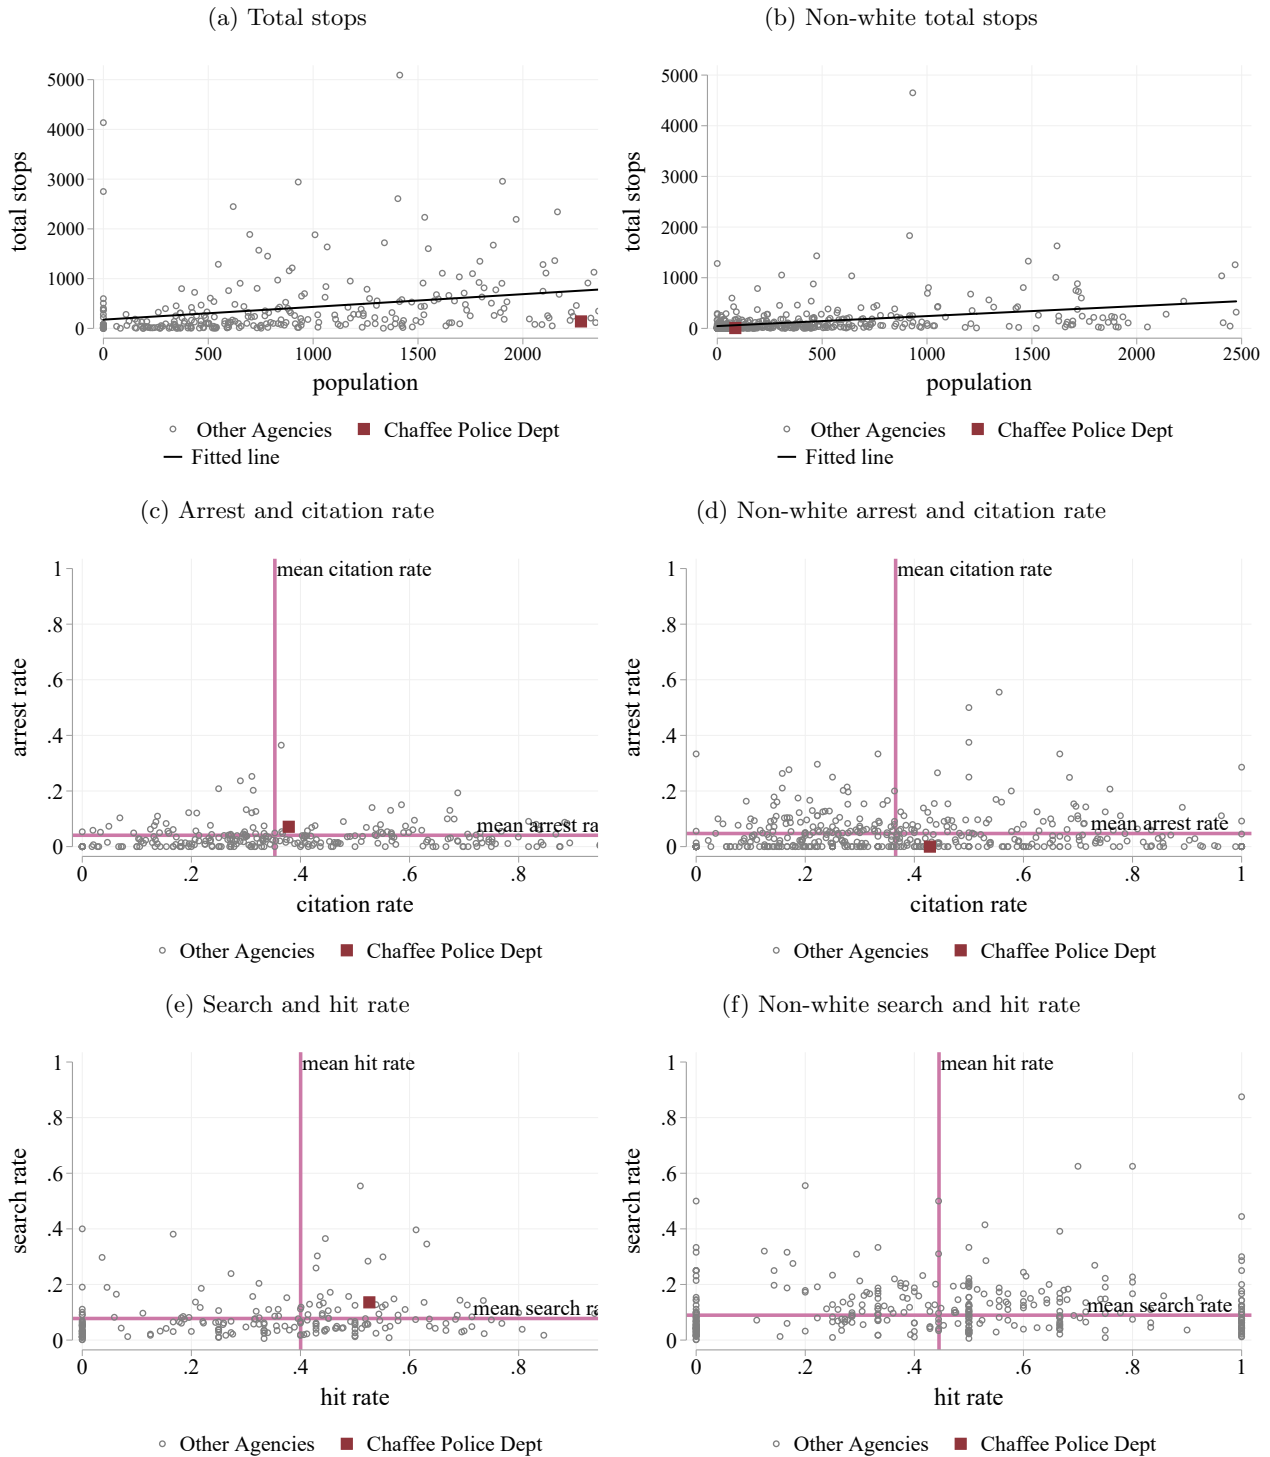 (a) Total stops
(b) Non-white total stops
total stops
5000
4000
3000
2000
1000
0
0 500 1000 1500 2000
population
Other Agencies Chaffee Police Dept
Fitted line
total stops
5000
4000
3000
2000
1000
0
0 500 1000 1500 2000 2500
population
Other Agencies Chaffee Police Dept
Fitted line
(c) Arrest and citation rate
(d) Non-white arrest and citation rate
arrest rate
1
.8
.6
.4
.2
0
mean citation rate
mean arrest ra
0 .2 .4 .6 .8
citation rate
Other Agencies Chaffee Police Dept
arrest rate
1
.8
.6
.4
.2
0
mean citation rate
mean arrest rate
0 .2 .4 .6 .8 1
citation rate
Other Agencies Chaffee Police Dept
(e) Search and hit rate
(f) Non-white search and hit rate
search rate
1
.8
.6
.4
.2
0
mean hit rate
mean search ra
0 .2 .4 .6 .8
hit rate
Other Agencies Chaffee Police Dept
search rate
1
.8
.6
.4
.2
0
mean hit rate
mean search rate
0 .2 .4 .6 .8 1
hit rate
Other Agencies Chaffee Police Dept